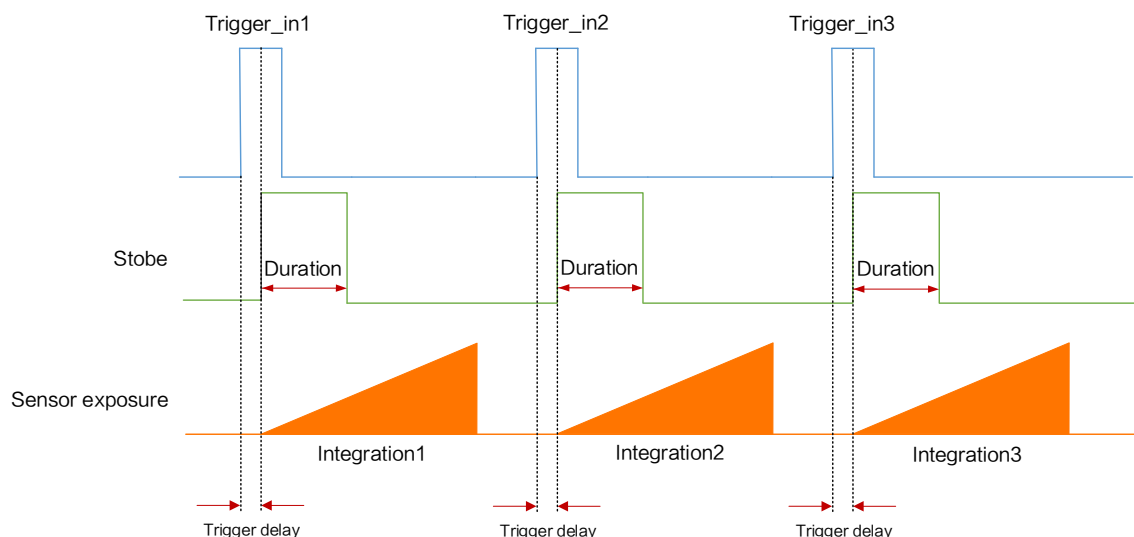 Trigger_in1
Trigger_in2
Trigger_in3
Stobe
Duration
Duration
Duration
Sensor exposure
Integration1
Integration2
Integration3
Trigger delay
Trigger delay
Trigger delay